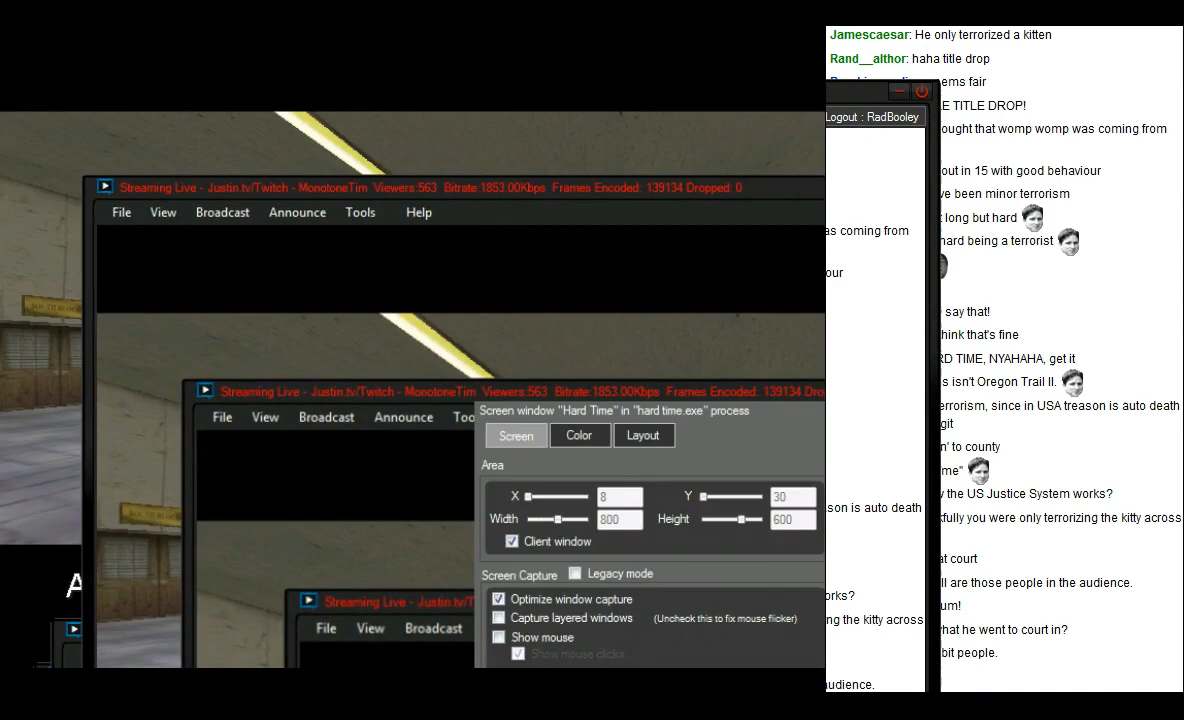 Jamescaesar: He only terrorized a kitten
Rand__althor: haha title drop
ems fair
E TITLE DROP!
Logout : RadBooley
ought that womp womp was coming from
out in 15 with good behaviour
ve been minor terrorism
long but hard
hard being a terrorist
as coming from
our
say that!
hink that's fine
RD TIME, NYAHAHA, get it
s isn't Oregon Trail II.
errorism, since in USA treason is auto death
git
n' to county
me"
w the US Justice System works?
son is auto death
kfully you were only terrorizing the kitty across
at court
ll are those people in the audience.
orks?
um!
ng the kitty across
hat he went to court in?
bit people.
udience.
Streaming Live - Justin.tv/Twitch - MonotoneTim Viewers:563 Bitrate:1853.00Kbps Frames Encoded: 139134 Dropped: 0
File View Broadcast Announce Tools Help
Streaming Live - Justin.tv/Twitch - MonotoneTim Viewers:563 Bitrate:1853.00Kbps Frames Encoded: 139134 Dro
File View Broadcast Announce Too
Screen window "Hard Time" in "hard time.exe" process
Screen Color Layout
Area
X 8 Y 30
Width 800 Height 600
Client window
Screen Capture Legacy mode
Optimize window capture
Capture layered windows (Uncheck this to fix mouse flicker)
Show mouse
Show mouse clicks
Streaming Live - Justin.tv/T
File View Broadcast
A